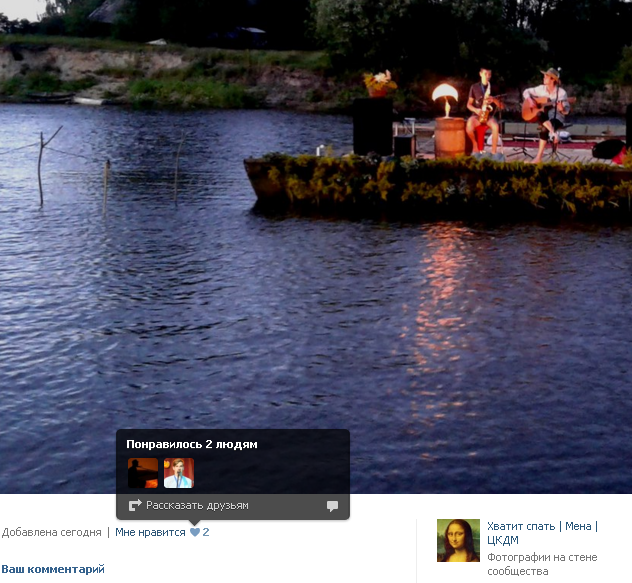 Понравилось 2 людям
Рассказать друзьям
Добавлена сегодня | Мне нравится 2
Ваш комментарий
Хватит спать | Мена |
ЦКДМ
Фотографии на стене
сообщества